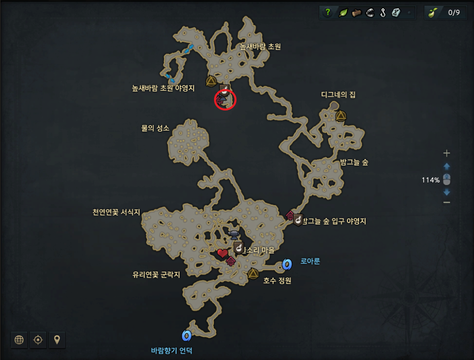 ? 0/9
높새바람 초원
높새바람 초원 야영지
디그네의 집
물의 성소
밤그늘 숲
114%
천연연꽃 서식지
밤그늘 숲 입구 야영지
소리 마을
로아룬
유리연꽃 군락지
호수 정원
바람향기 언덕